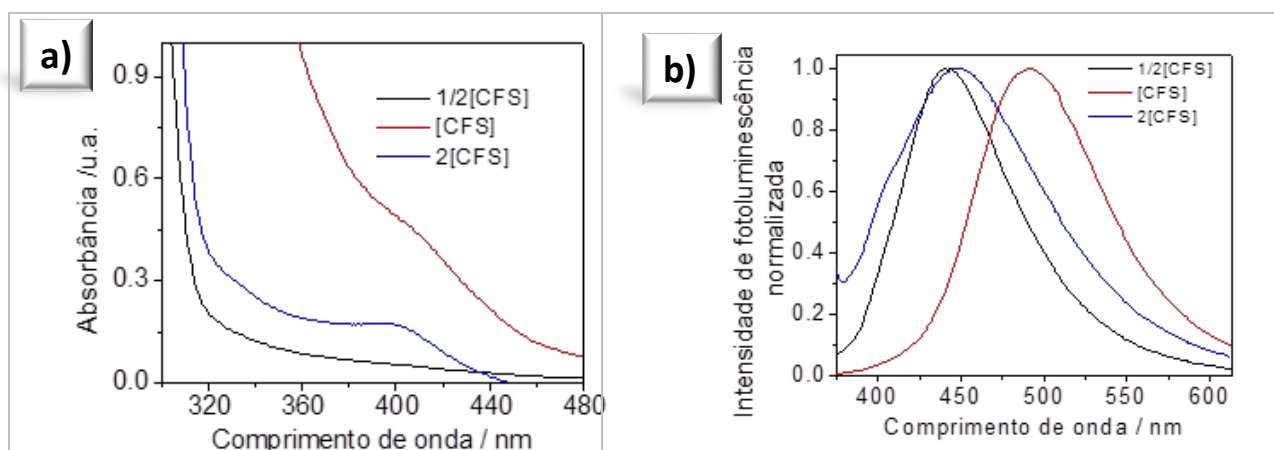 a)
Absorbância /u.a.
0.9
0.6
0.3
0.0
1/2[CFS]
[CFS]
2[CFS]
320 360 400 440 480
Comprimento de onda / nm
b)
Intensidade de fotoluminescência
normalizada
1.0
0.8
0.6
0.4
0.2
0.0
1/2[CFS]
[CFS]
2[CFS]
400 450 500 550 600
Comprimento de onda / nm